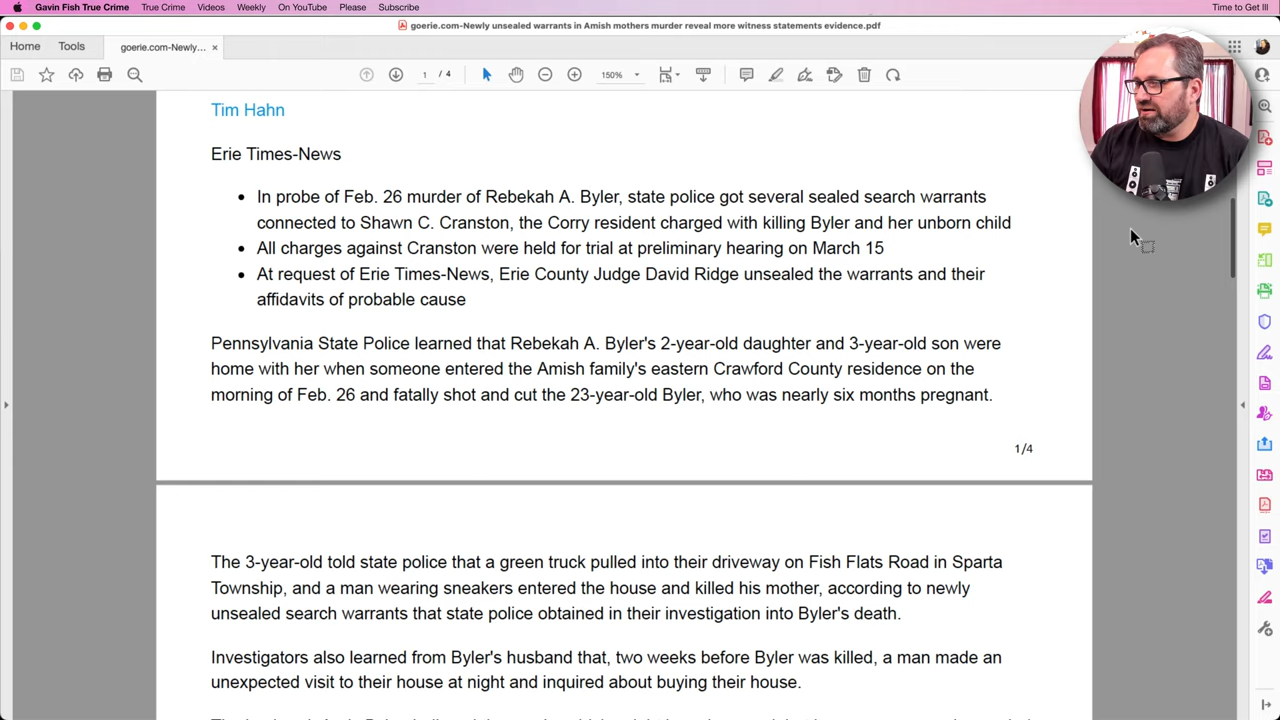 Gavin Fish True Crime True Crime Videos Weekly On YouTube Please Subscribe Time to Get Ill
goerie.com-Newly unsealed warrants in Amish mothers murder reveal more witness statements evidence.pdf
Home Tools goerie.com-Newly... ×
1 / 4 150%
Tim Hahn
Erie Times-News
• In probe of Feb. 26 murder of Rebekah A. Byler, state police got several sealed search warrants
connected to Shawn C. Cranston, the Corry resident charged with killing Byler and her unborn child
• All charges against Cranston were held for trial at preliminary hearing on March 15
• At request of Erie Times-News, Erie County Judge David Ridge unsealed the warrants and their
affidavits of probable cause
Pennsylvania State Police learned that Rebekah A. Byler's 2-year-old daughter and 3-year-old son were
home with her when someone entered the Amish family's eastern Crawford County residence on the
morning of Feb. 26 and fatally shot and cut the 23-year-old Byler, who was nearly six months pregnant.
1/4
The 3-year-old told state police that a green truck pulled into their driveway on Fish Flats Road in Sparta
Township, and a man wearing sneakers entered the house and killed his mother, according to newly
unsealed search warrants that state police obtained in their investigation into Byler's death.
Investigators also learned from Byler's husband that, two weeks before Byler was killed, a man made an
unexpected visit to their house at night and inquired about buying their house.